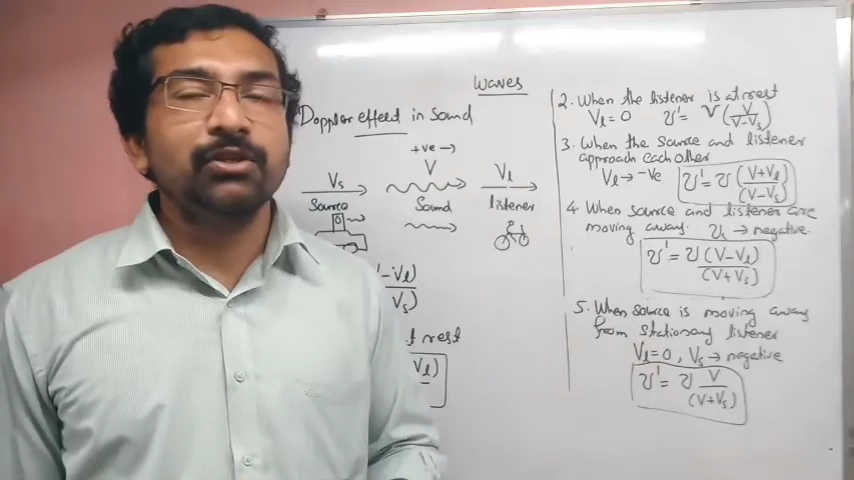 Waves
Doppler effect in Sound
+ve →
Vs V Vl
Source Sound listener
-Vl)
Vs)
t rest
Vl)
2. When the listener is at rest
Vl = 0 υ' = υ (V/V-Vs)
3. When the Source and listener
approach each other
Vl → -ve υ' = υ (V+Vl)/(V-Vs)
4 When source and listener are
moving away. υs → negative.
υ' = υ (V-Vl)/(V+Vs)
5. When source is moving away
from stationary listener
Vl = 0, Vs → negative
υ' = υ V/(V+Vs)